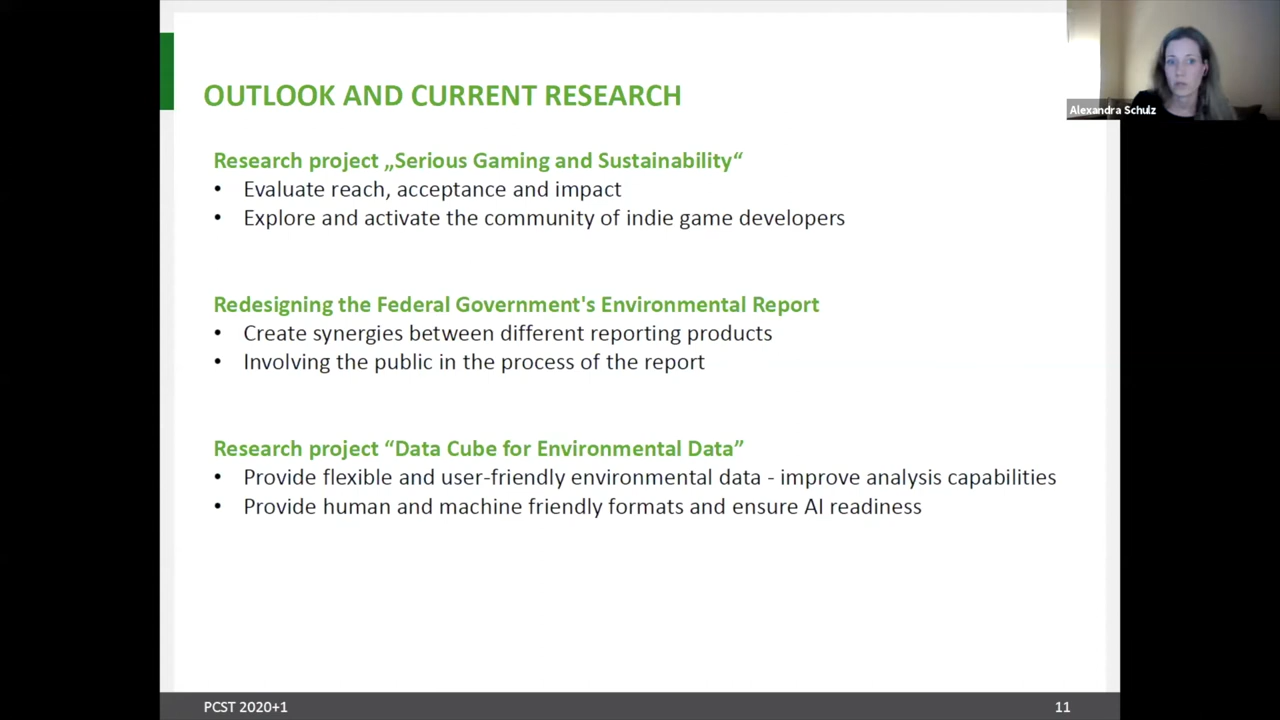 OUTLOOK AND CURRENT RESEARCH
Alexandra Schulz
Research project „Serious Gaming and Sustainability“
• Evaluate reach, acceptance and impact
• Explore and activate the community of indie game developers
Redesigning the Federal Government's Environmental Report
• Create synergies between different reporting products
• Involving the public in the process of the report
Research project “Data Cube for Environmental Data”
• Provide flexible and user-friendly environmental data - improve analysis capabilities
• Provide human and machine friendly formats and ensure AI readiness
PCST 2020+1
11